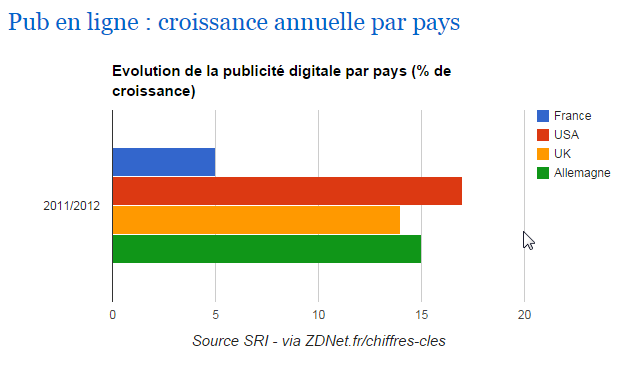 Pub en ligne : croissance annuelle par pays
Evolution de la publicité digitale par pays (% de
croissance)
France
USA
UK
Allemagne
2011/2012
0 5 10 15 20
Source SRI - via ZDNet.fr/chiffres-cles